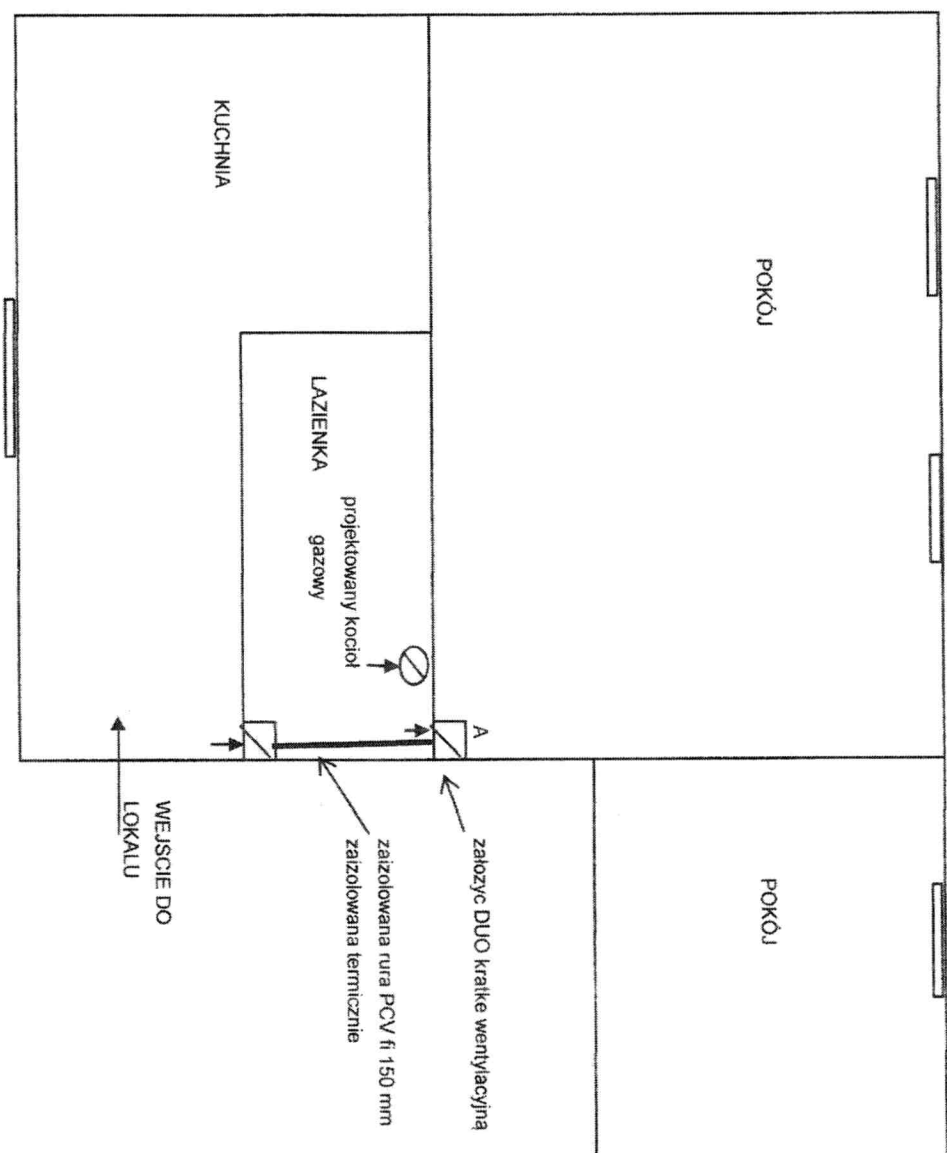 POKÓJ
POKÓJ
KUCHNIA
LAZIENKA
projektowany kocioł
gazowy
A
załozyc DUO kratke wentylacyjną
zaizolowana rura PCV fi 150 mm
zaizolowana termicznie
WEJSCIE DO
LOKALU